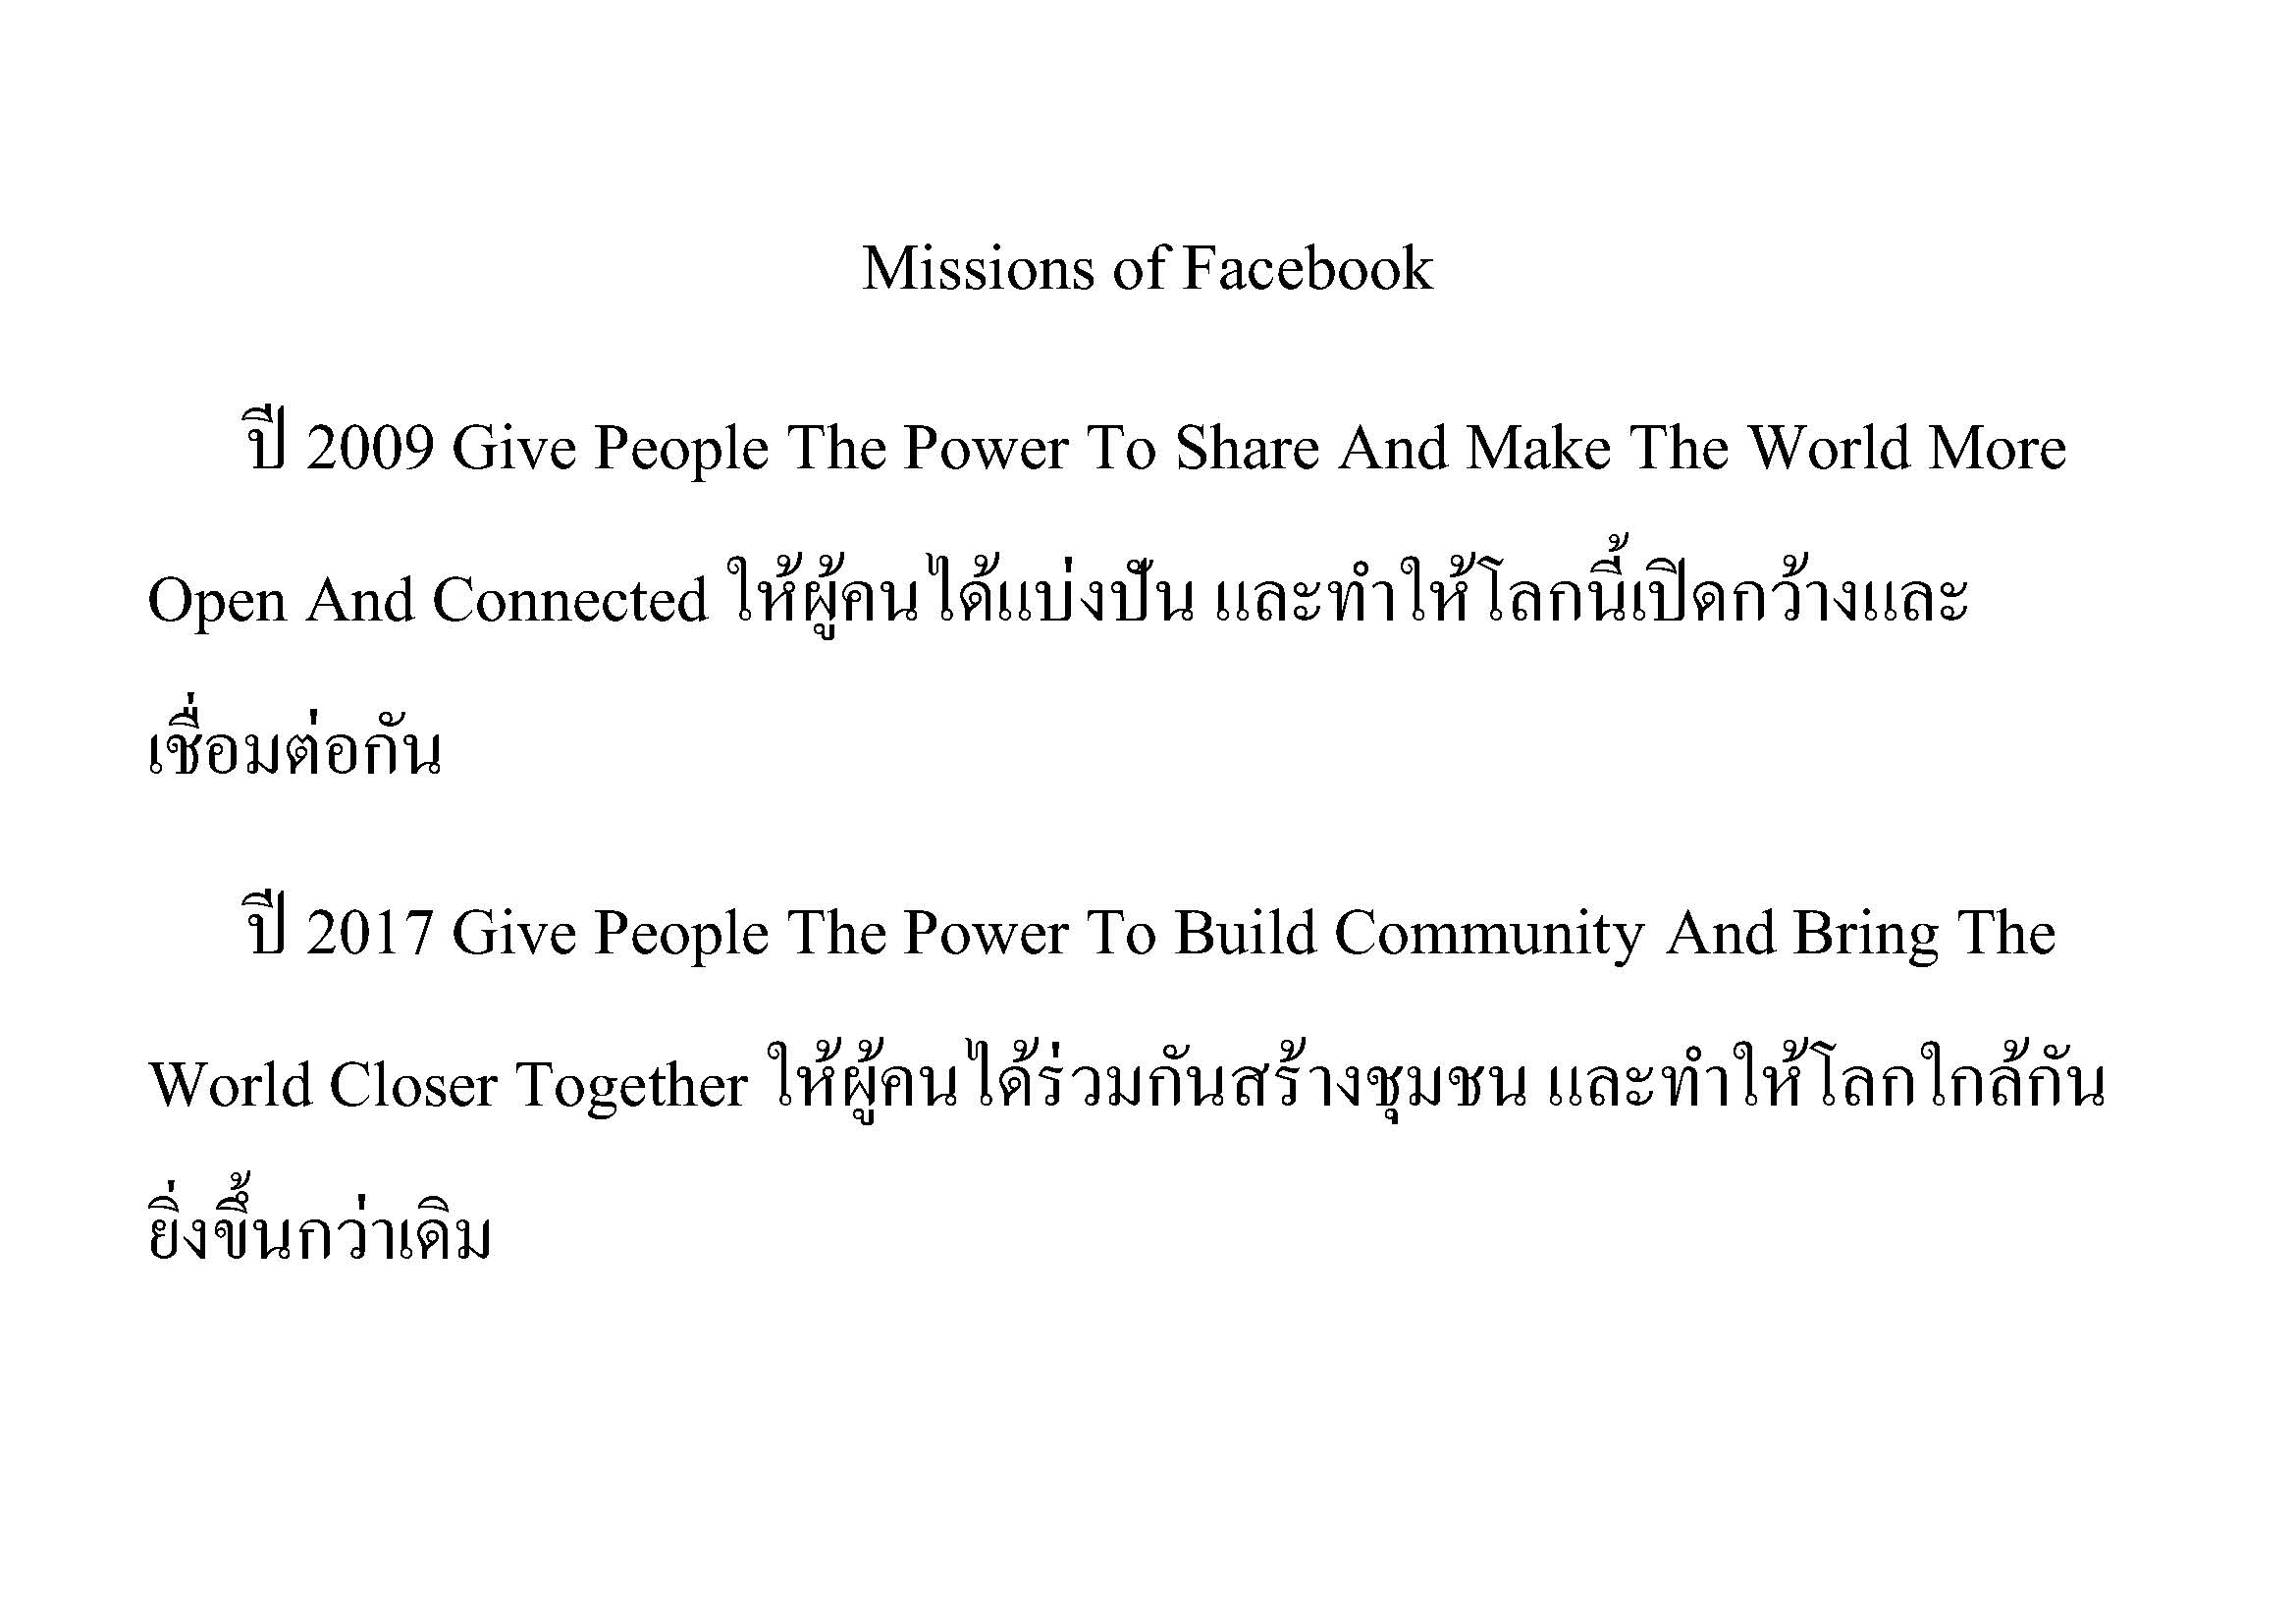 Missions of Facebook
ปี 2009 Give People The Power To Share And Make The World More
Open And Connected ให้ผู้คนได้แบ่งปัน และทำให้โลกนี้เปิดกว้างและ
เชื่อมต่อกัน
ปี 2017 Give People The Power To Build Community And Bring The
World Closer Together ให้ผู้คนได้ร่วมกันสร้างชุมชน และทำให้โลกใกล้กัน
ยิ่งขึ้นกว่าเดิม